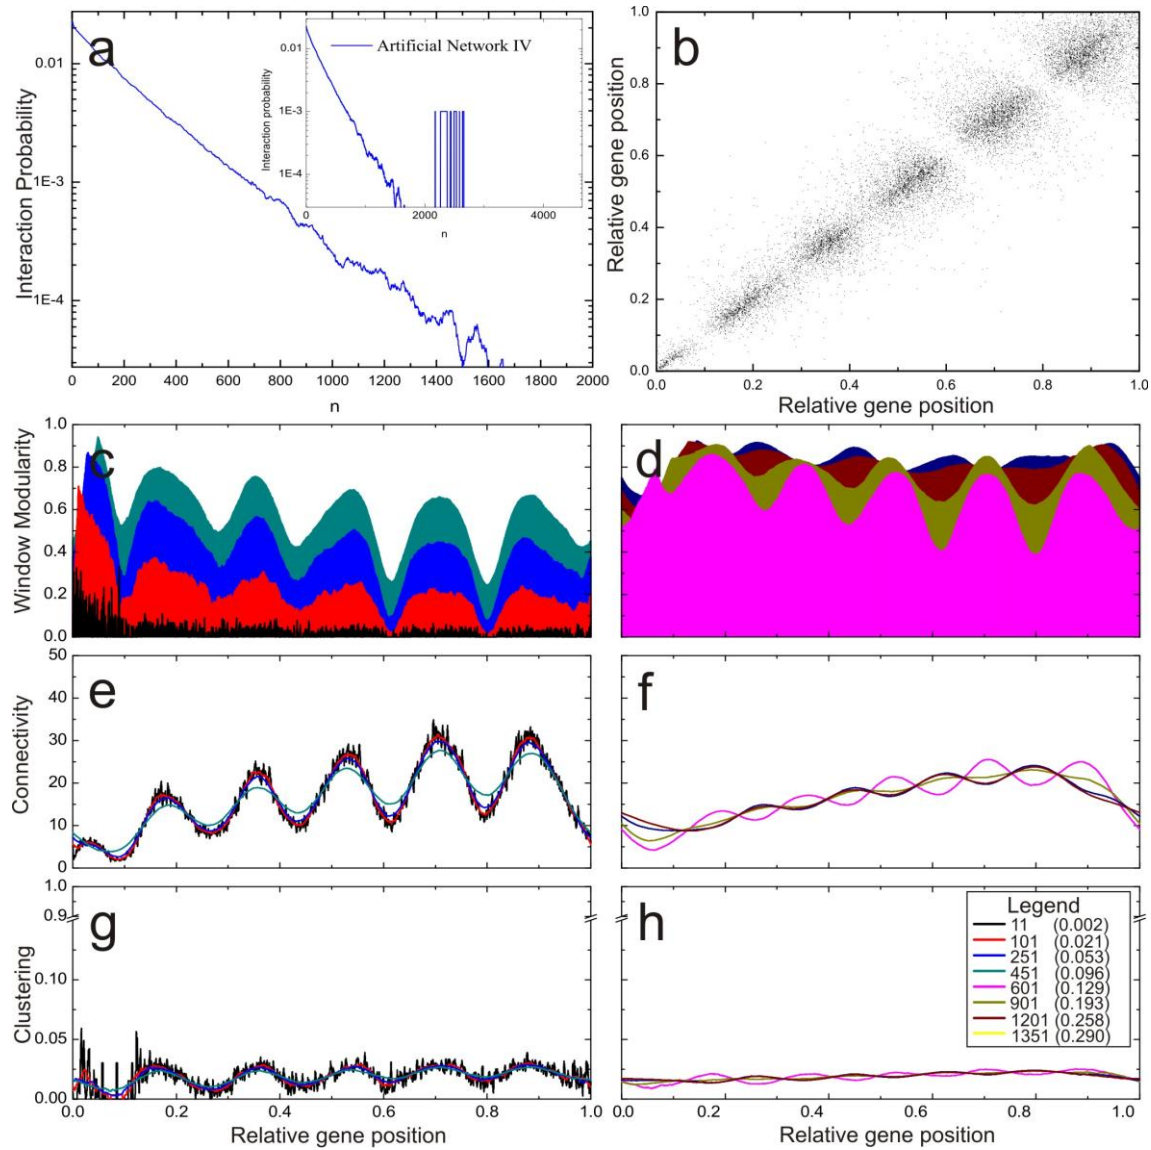 a
Artificial Network IV
0.01
1E-3
1E-4
Interaction probability
0
2000
4000
n
0.01
1E-3
1E-4
Interaction Probability
0 200 400 600 800 1000 1200 1400 1600 1800 2000
n
b
1.0
0.8
0.6
0.4
0.2
0.0
Relative gene position
0.0 0.2 0.4 0.6 0.8 1.0
Relative gene position
c
1.0
0.8
0.6
0.4
0.2
0.0
Window Modularity
d
e
50
40
30
20
10
0
Connectivity
f
g
1.0
0.9
0.10
0.05
0.00
Clustering
0.0 0.2 0.4 0.6 0.8 1.0
Relative gene position
h
Legend
11 (0.002)
101 (0.021)
251 (0.053)
451 (0.096)
601 (0.129)
901 (0.193)
1201 (0.258)
1351 (0.290)
0.0 0.2 0.4 0.6 0.8 1.0
Relative gene position